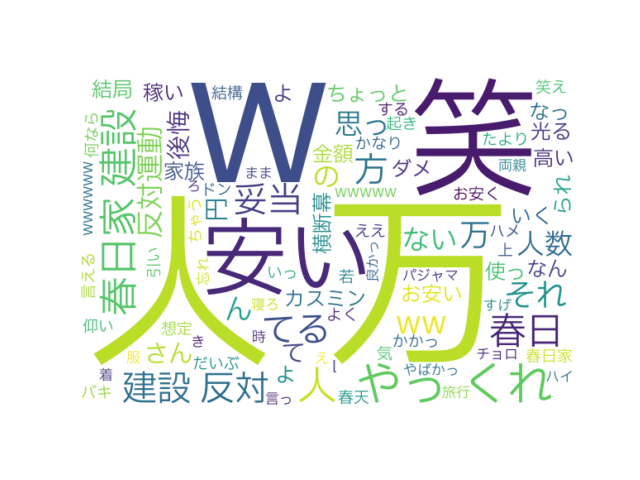 結局
稼い
W
結構
よ
ちょっと
笑
笑え
する
起き
なっ
何なら
春日家 建設
反対運動
後悔
家族
まま
ろ
ドン
金額
の
思っ
方
かなり
ダメ
たより
両親
光る
高い
お安く
られ
wwwwwww
人
ちゃう
円
妥当
安い
横断幕
wwwwww
ええ
ない
万
万
ハメ
上
いく
人数
言える
引い
忘れ
いっ
若
良かっ
パジャマ
お安い
使っ
なん
すげ
それ
仰い
想定
ん
寝ろ
カスミン
よく
ww
春日
服
さん
き
時
てる
て
え
し
気
かかっ
やばかっ
チョロ
春日家
着
バキ
だいぶ
建設 反対
言っ
よ
人
春天
やっ
くれ
旅行
ハイ